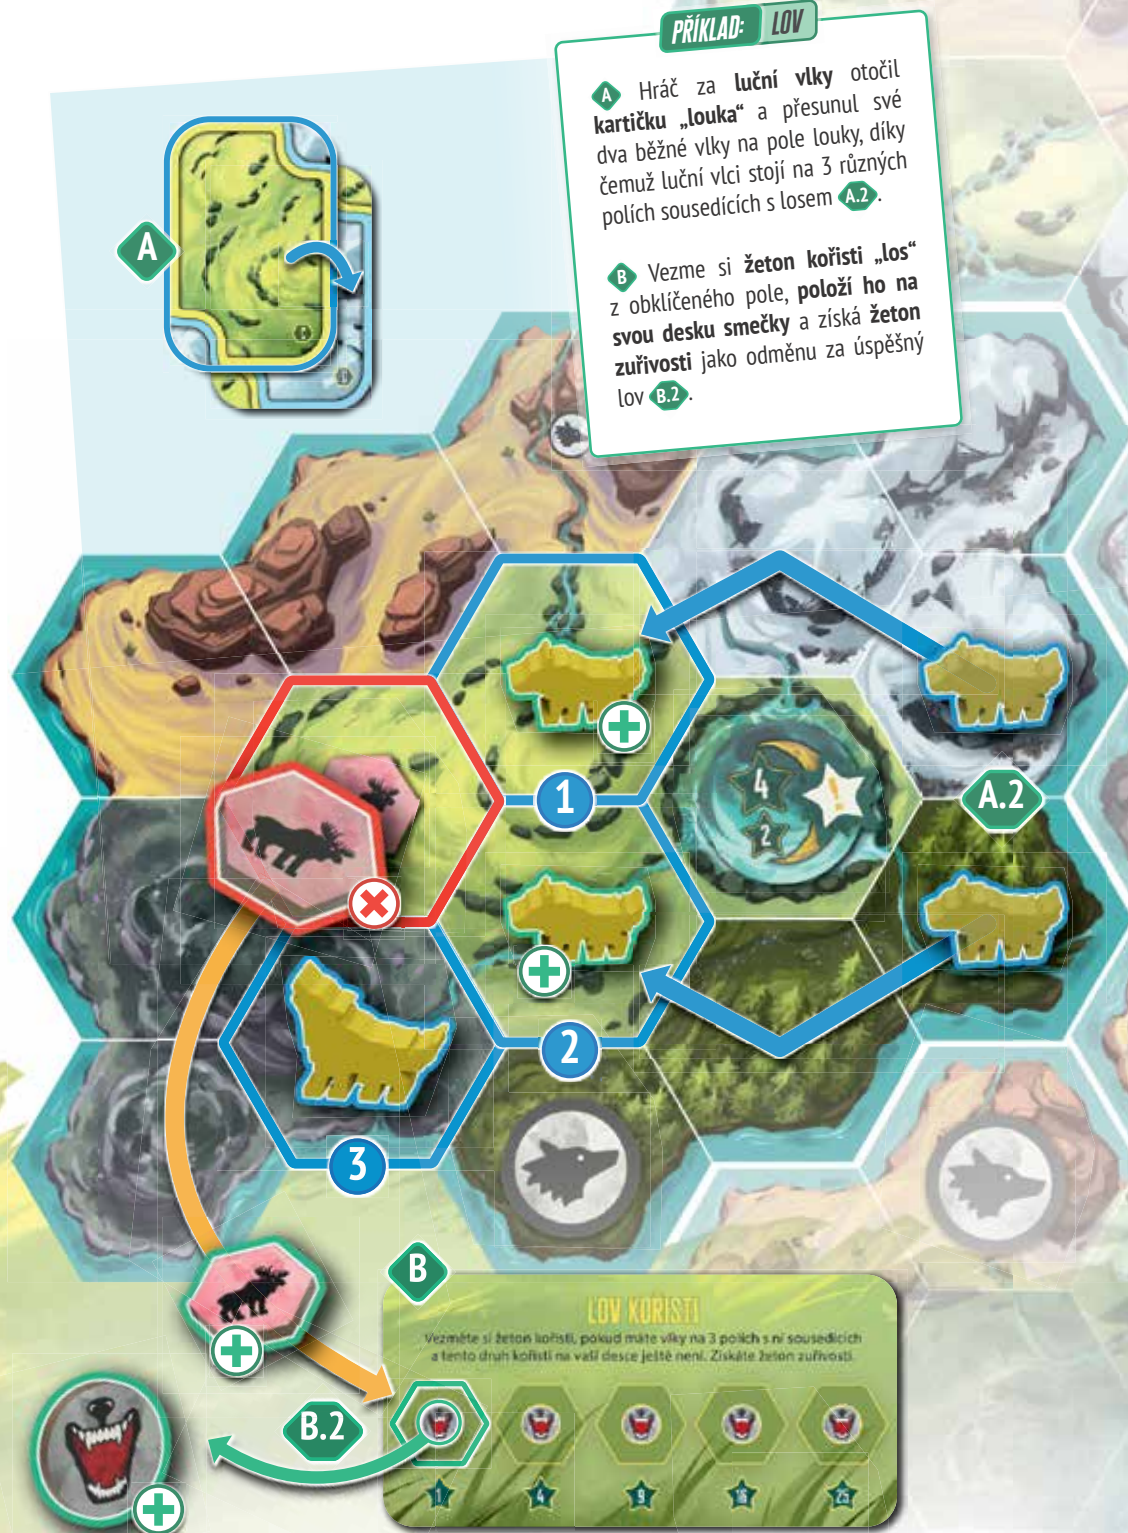 PŘÍKLAD: LOV
A Hráč za luční vlky otočil
kartičku „louka“ a přesunul své
dva běžné vlky na pole louky, díky
čemuž luční vlci stojí na 3 různých
polích sousedících s losem A.2.
B Vezme si žeton kořisti „los“
z obklíčeného pole, položí ho na
svou desku smečky a získá žeton
zuřivosti jako odměnu za úspěšný
lov B.2.
A
1
4
2
A.2
2
3
B
LOV KOŘISTI
Vezměte si žeton kořisti, pokud máte vlky na 3 polích s ní sousedících
a tento druh kořisti na vaší desce ještě není. Získáte žeton zuřivosti.
B.2
1 4 9 16 25